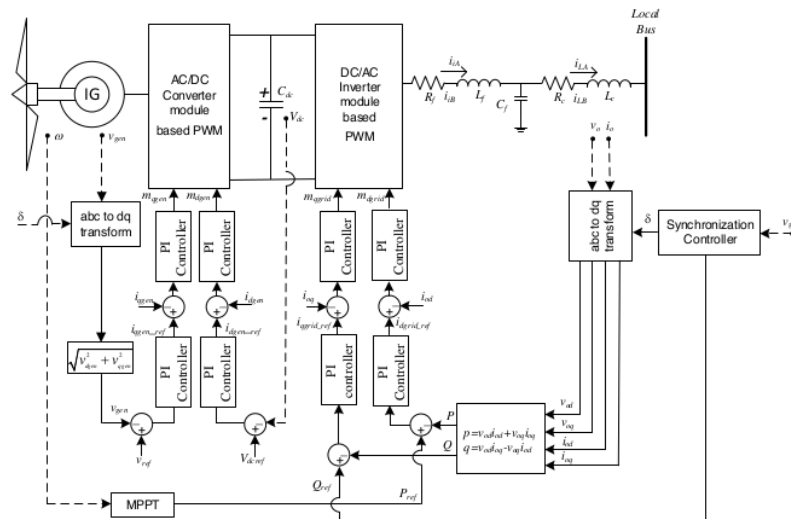 Local
Bus
IG
AC/DC
Converter
module
based PWM
C_dc
+
-
V_dc
DC/AC
Inverter
module
based
PWM
i_iA
R_f
i_iB
L_f
C_f
i_LA
R_c
i_LB
L_c
ω
v_gen
v_o
i_o
m_qgen
m_dgen
m_qgrid
m_dgrid
δ
abc to dq
transform
PI
Controller
PI
Controller
PI
Controller
PI
Controller
abc to dq
transform
δ
Synchronization
Controller
i_qgen
i_dgen
i_oq
i_od
i_qgen_ref
i_dgen_ref
i_qgrid_ref
i_dgrid_ref
√v²_dgen + v²_qgen
PI
Controller
PI
Controller
PI
controller
PI
Controller
v_gen
v_ref
V_dcref
P
Q
p=v_od i_od+v_oq i_oq
q=v_od i_oq-v_oq i_od
v_od
v_oq
i_od
i_oq
MPPT
Q_ref
P_ref